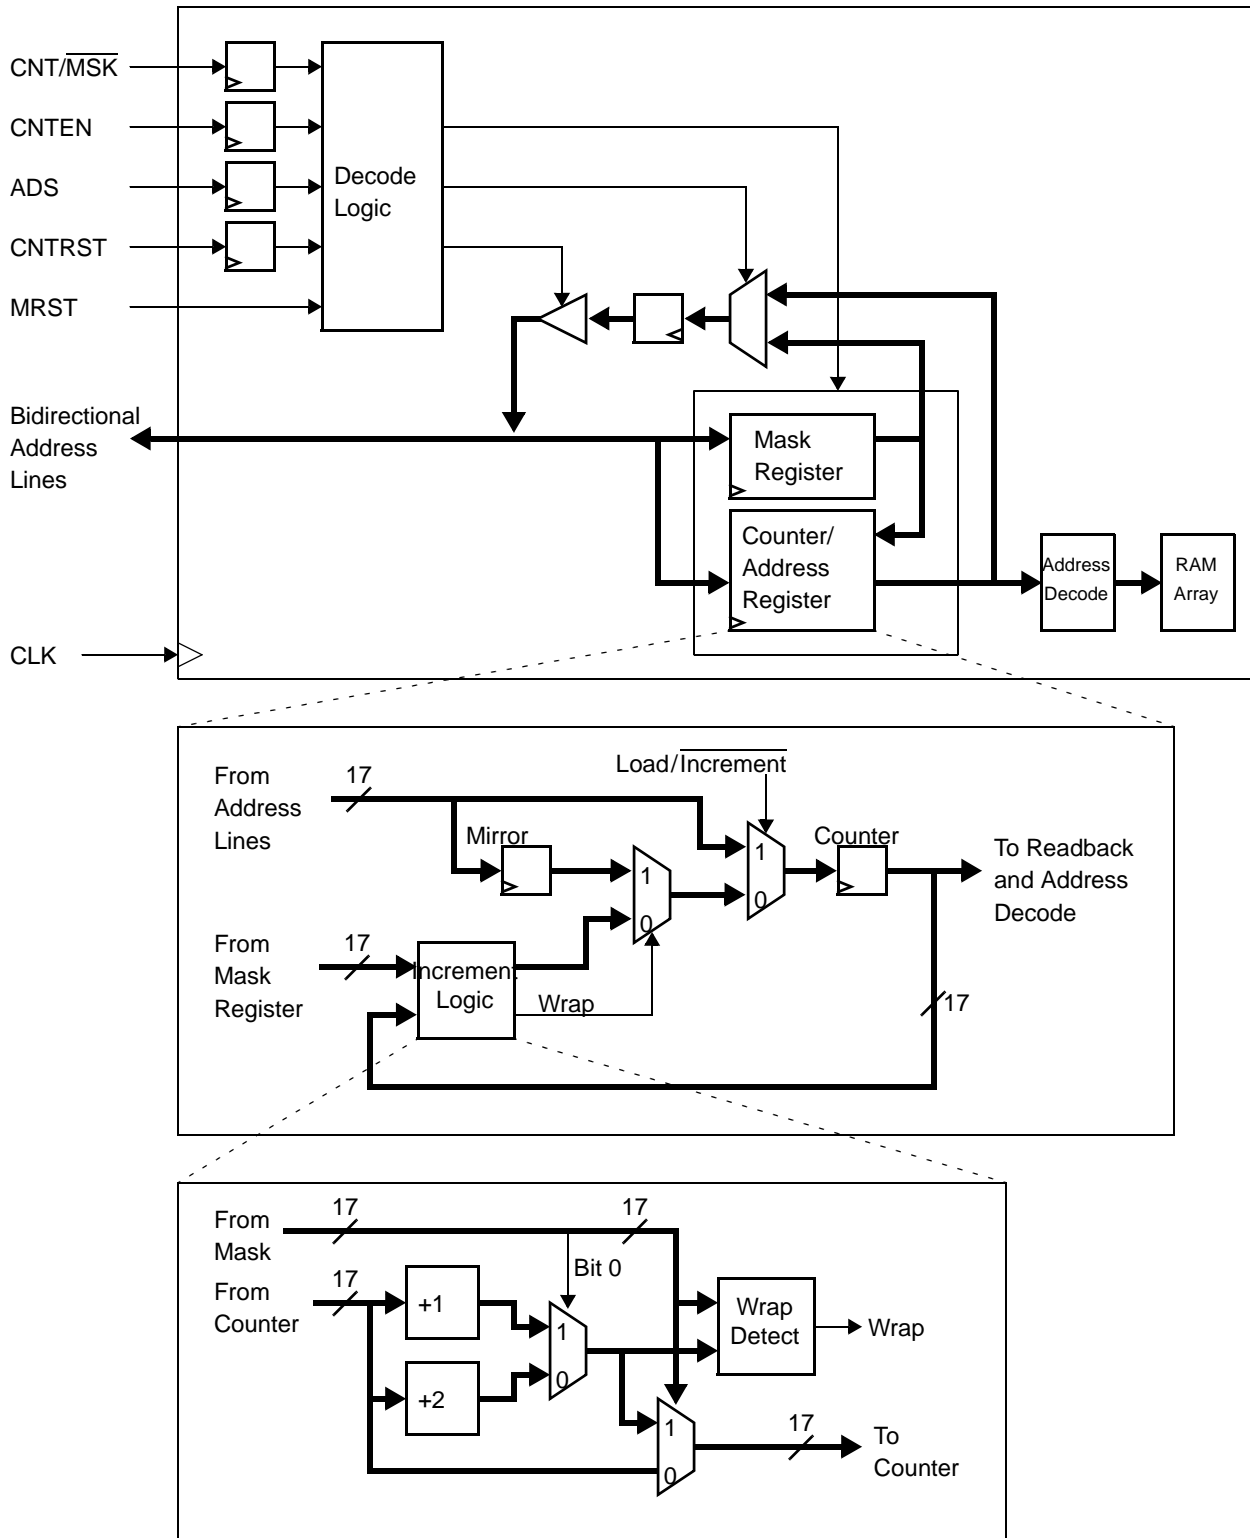 CNT/MSK
CNTEN
ADS
CNTRST
MRST
Decode
Logic
Bidirectional
Address
Lines
Mask
Register
Counter/
Address
Register
Address
Decode
RAM
Array
CLK
From
Address
Lines
17
Load/Increment
Mirror
1
0
1
0
Counter
To Readback
and Address
Decode
From
Mask
Register
17
Increment
Logic
Wrap
17
From
Mask
17
17
Bit 0
From
Counter
17
+1
+2
1
0
Wrap
Detect
Wrap
1
0
17
To
Counter